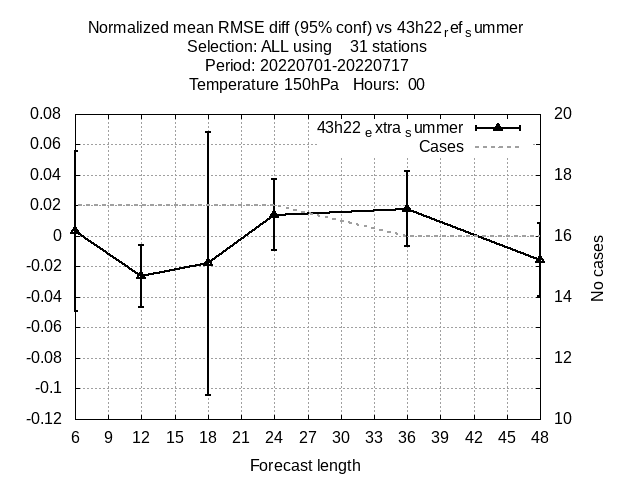 Normalized mean RMSE diff (95% conf) vs 43h22refsummer
Selection: ALL using 31 stations
Period: 20220701-20220717
Temperature 150hPa Hours: 00
43h22extrasummer
Cases
0.08
0.06
0.04
0.02
0
-0.02
-0.04
-0.06
-0.08
-0.1
-0.12
20
18
16
14
12
10
No cases
6 9 12 15 18 21 24 27 30 33 36 39 42 45 48
Forecast length